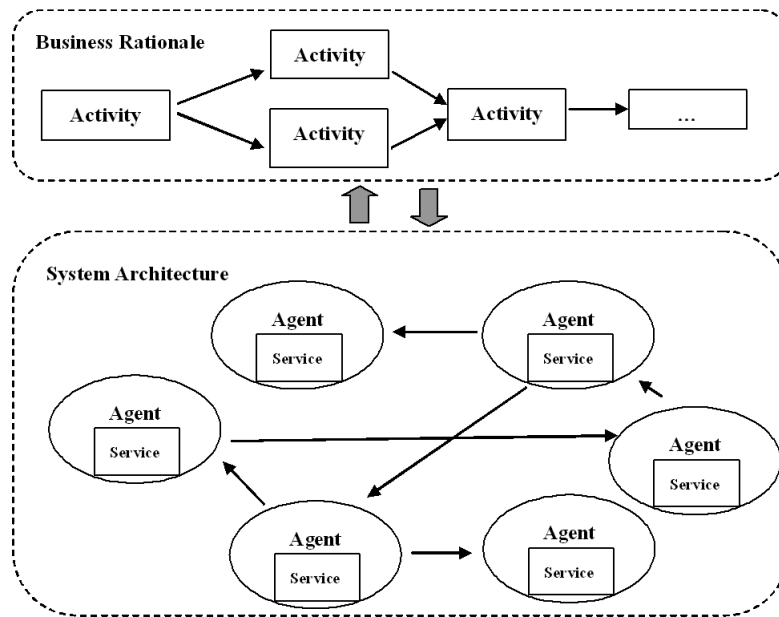 Business Rationale
Activity
Activity
Activity
Activity
...
System Architecture
Agent
Service
Agent
Service
Agent
Service
Agent
Service
Agent
Service
Agent
Service